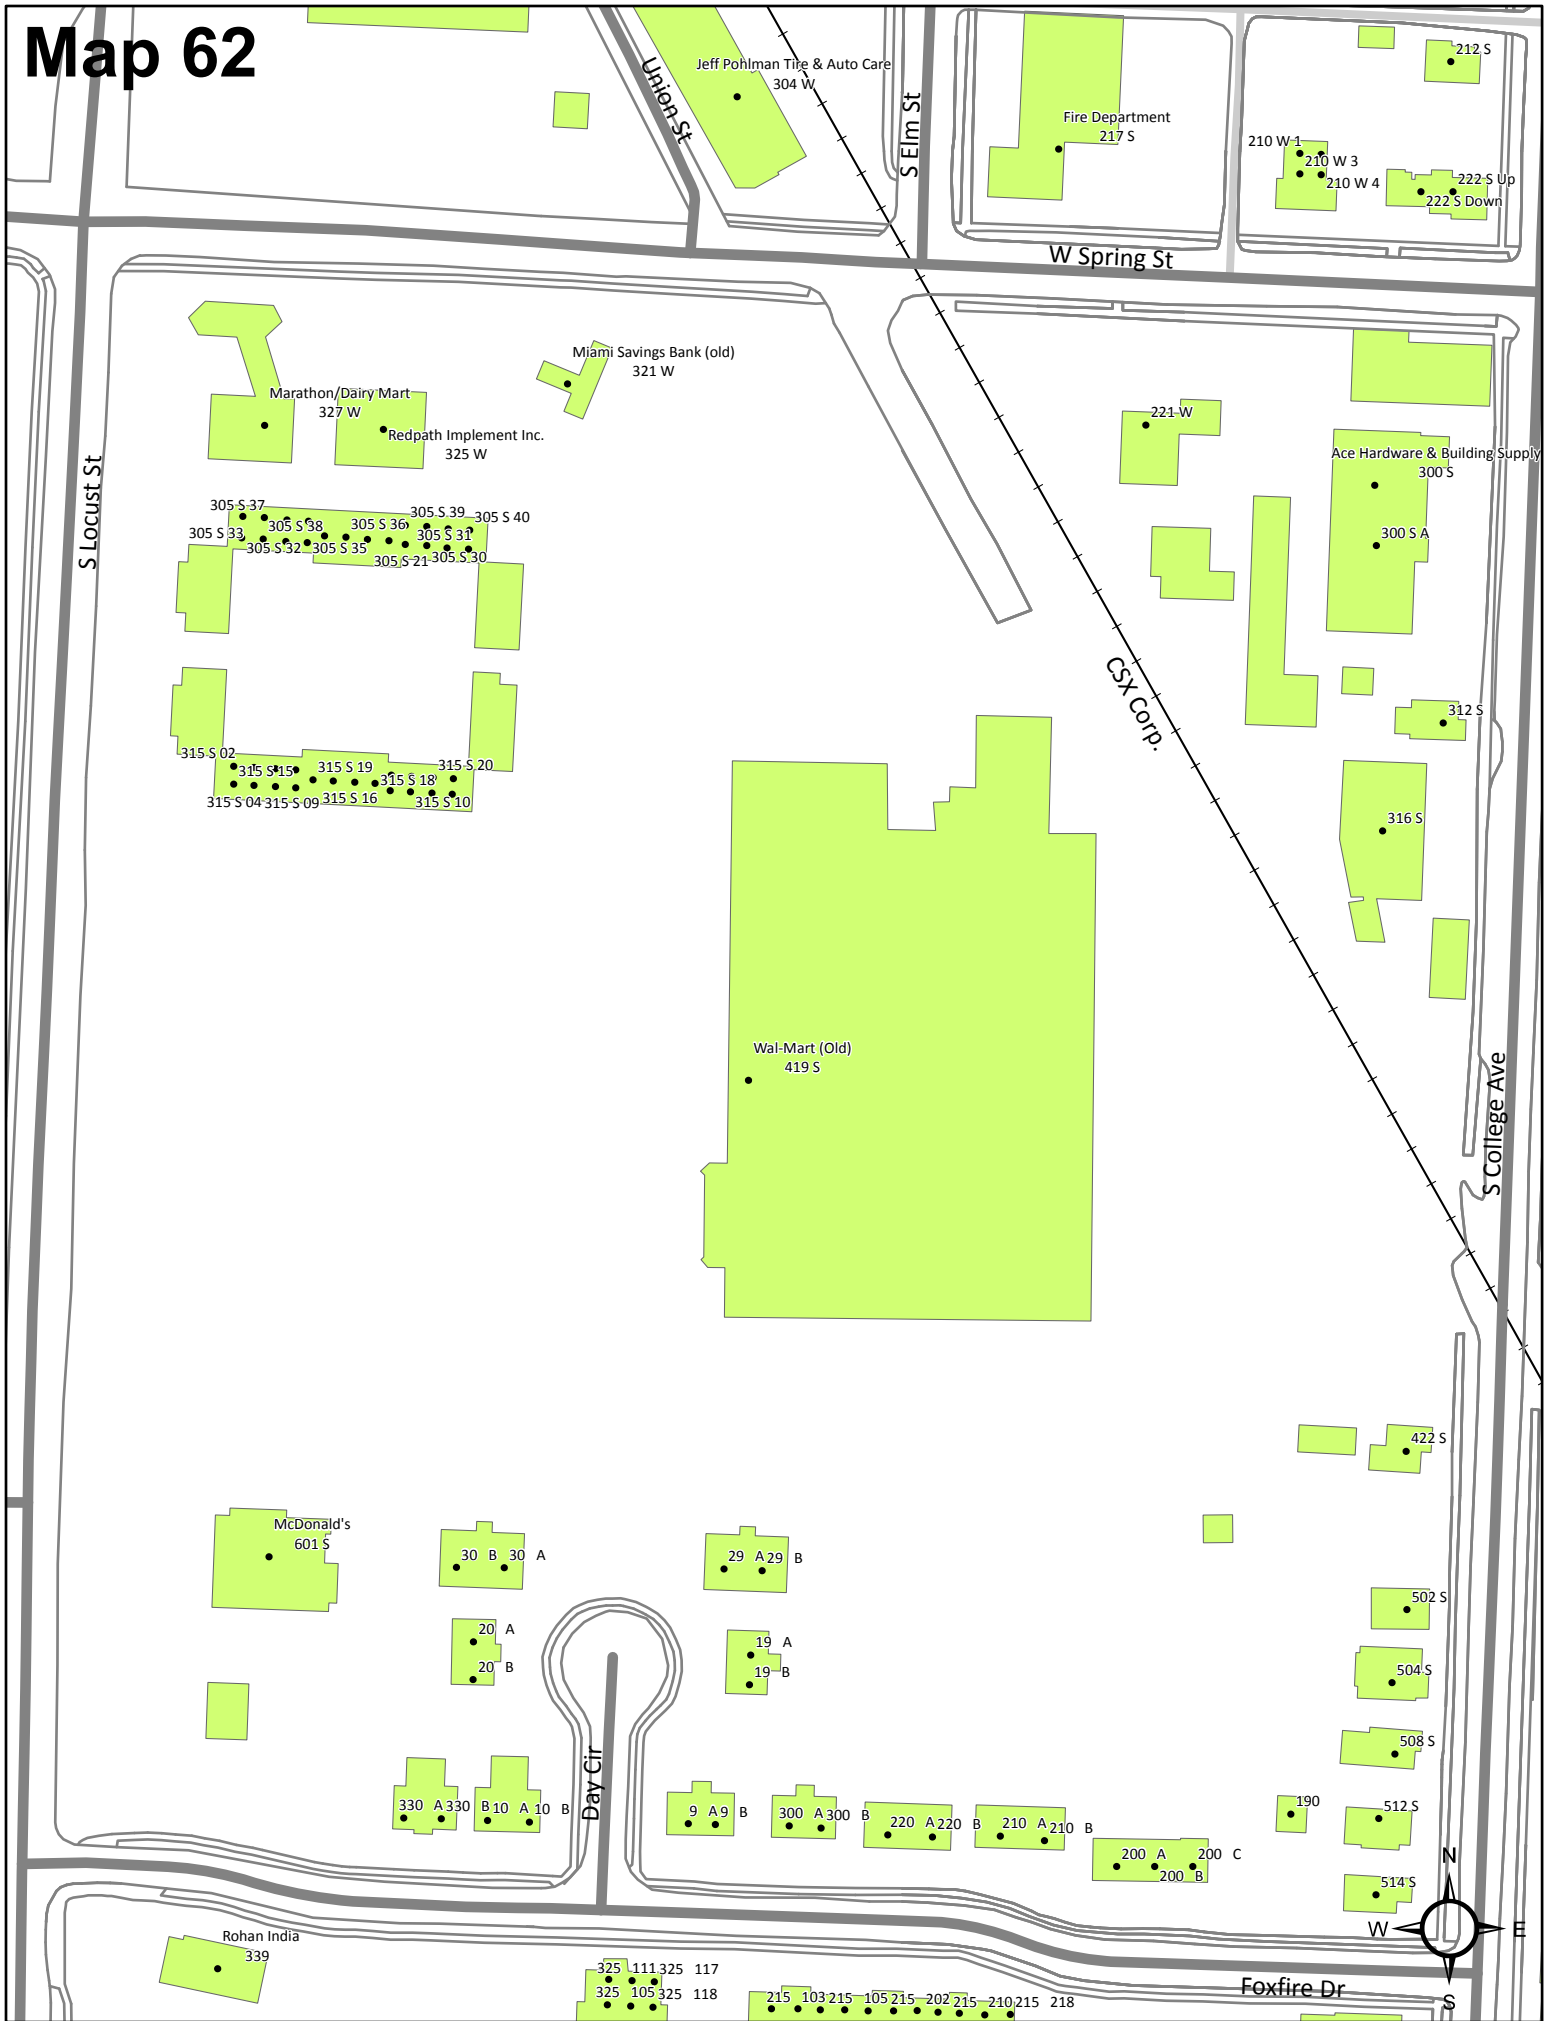 Map 62
Union St
Jeff Pohlman Tire & Auto Care
304 W
S Elm St
Fire Department
217 S
212 S
210 W 1
210 W 3
210 W 4
222 S Up
222 S Down
W Spring St
Miami Savings Bank (old)
321 W
Marathon/Dairy Mart
327 W
Redpath Implement Inc.
325 W
221 W
Ace Hardware & Building Supply
300 S
300 S A
S Locust St
305 S 37
305 S 39
305 S 40
305 S 33
305 S 38
305 S 36
305 S 31
305 S 32
305 S 35
305 S 21
305 S 30
CSX Corp.
312 S
315 S 02
315 S 15
315 S 19
315 S 18
315 S 20
315 S 04
315 S 09
315 S 16
315 S 10
316 S
Wal-Mart (Old)
419 S
S College Ave
422 S
McDonald's
601 S
30 B
30 A
29 A
29 B
502 S
20 A
20 B
19 A
19 B
504 S
508 S
Day Cir
330 A
330 B
10 A
10 B
9 A
9 B
300 A
300 B
220 A
220 B
210 A
210 B
190
512 S
200 A
200 B
200 C
514 S
N
W
E
S
Rohan India
339
Foxfire Dr
325 111
325 117
325 105
325 118
215 103
215 105
215 202
215 210
215 218